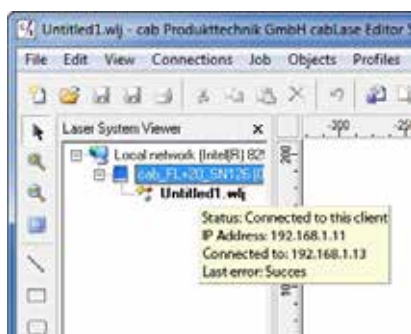 Untitled1.wlj - cab Produkttechnik GmbH cabLase Editor
File Edit View Connections Job Objects Profiles
Laser System Viewer x
-200
Local network (Intel(R) 82
200
cab_FL+20_SN126
Untitled1.wlj
Status: Connected to this client
IP Address: 192.168.1.11
Connected to: 192.168.1.13
Last error: Succes